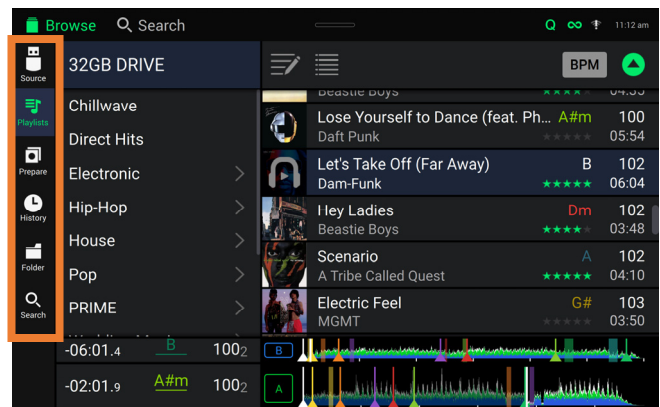 Browse Search Q 11:12 am
Source
Playlists
Prepare
History
Folder
Search
32GB DRIVE
Chillwave
Direct Hits
Electronic
Hip-Hop
House
Pop
PRIME
BPM
Beastie Boys 04:33
Lose Yourself to Dance (feat. Ph... A#m 100
Daft Punk 05:54
Let's Take Off (Far Away) B 102
Dam-Funk 06:04
Hey Ladies Dm 102
Beastie Boys 03:48
Scenario A 102
A Tribe Called Quest 04:10
Electric Feel G# 103
MGMT 03:50
-06:01.4 B 1002 B
-02:01.9 A#m 1002 A